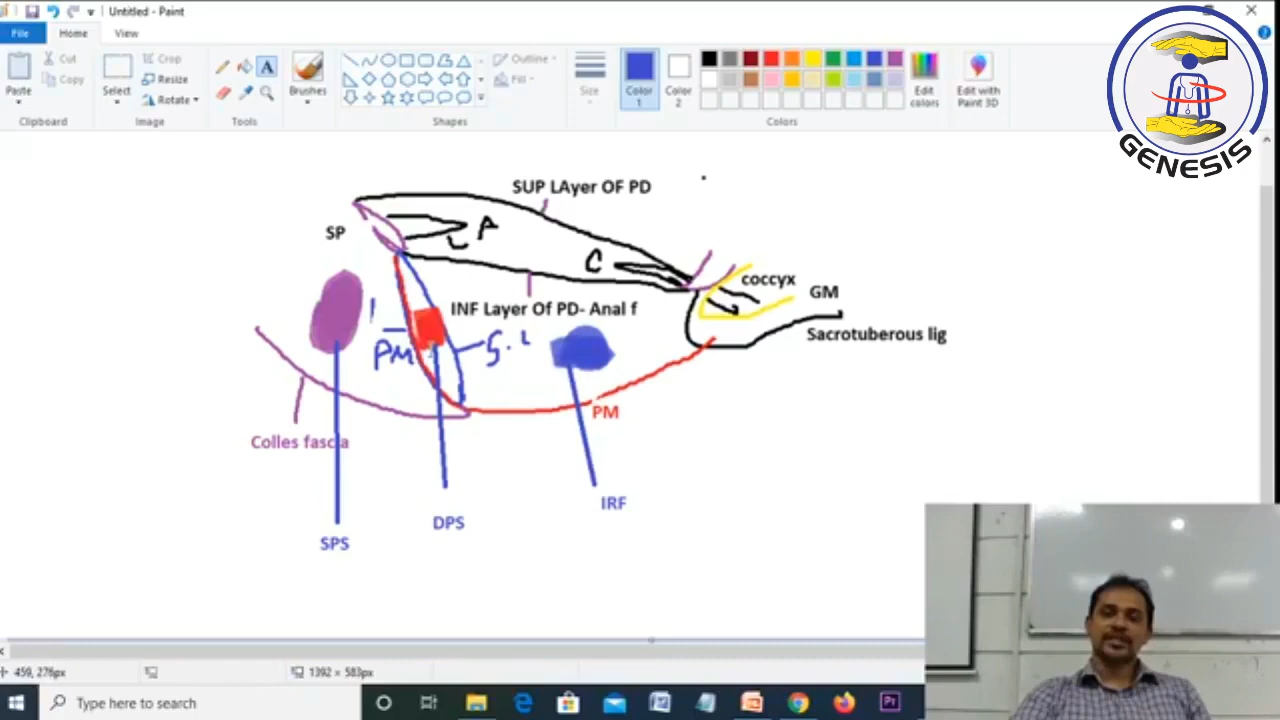 Untitled - Paint
File
Home
View
Paste
Cut
Copy
Clipboard
Select
Crop
Resize
Rotate
Image
Tools
Brushes
Shapes
Outline
Fill
Size
Color
1
Color
2
Colors
Edit
colors
Edit with
Paint 3D
GENESIS
SUP LAyer OF PD
SP
A
L
C
coccyx
GM
INF Layer Of PD- Anal f
Sacrotuberous lig
PM
PM
Colles fascia
IRF
DPS
SPS
459, 276px
1392 × 583px
Type here to search
Pr